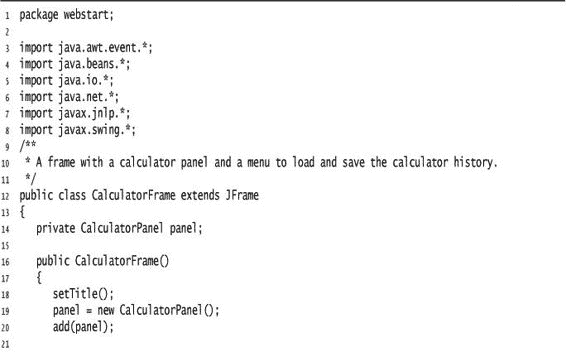 1 package webstart;
2
3 import java.awt.event.*;
4 import java.beans.*;
5 import java.io.*;
6 import java.net.*;
7 import javax.jnlp.*;
8 import javax.swing.*;
9 /**
10  * A frame with a calculator panel and a menu to load and save the calculator history.
11  */
12 public class CalculatorFrame extends JFrame
13 {
14    private CalculatorPanel panel;
15
16    public CalculatorFrame()
17    {
18       setTitle();
19       panel = new CalculatorPanel();
20       add(panel);
21